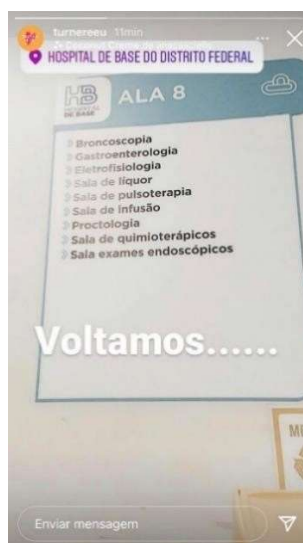 turnereeu 11min
HOSPITAL DE BASE DO DISTRITO FEDERAL
HB
HOSPITAL
DE BASE
ALA 8
Broncoscopia
Gastroenterologia
Eletrofisiologia
Sala de líquor
Sala de pulsoterapia
Sala de infusão
Proctologia
Sala de quimioterápicos
Sala exames endoscópicos
Voltamos......
Enviar mensagem